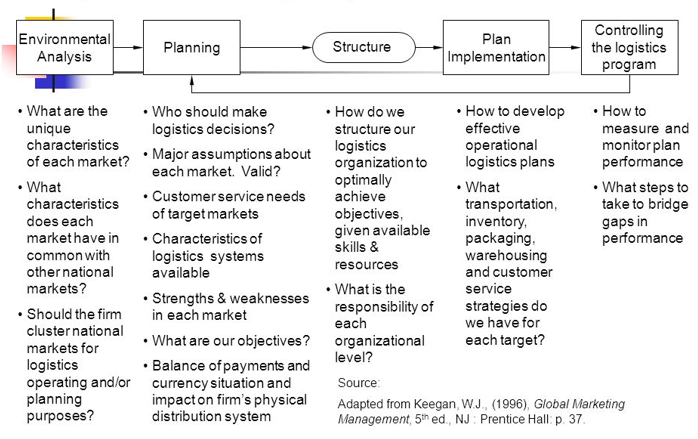 Environmental
Analysis
Planning
Structure
Plan
Implementation
Controlling
the logistics
program
• What are the
unique
characteristics
of each market?
• What
characteristics
does each
market have in
common with
other national
markets?
• Should the firm
cluster national
markets for
logistics
operating and/or
planning
purposes?
• Who should make
logistics decisions?
• Major assumptions about
each market.  Valid?
• Customer service needs
of target markets
• Characteristics of
logistics  systems
available
• Strengths & weaknesses
in each market
• What are our objectives?
• Balance of payments and
currency situation and
impact on firm's physical
distribution system
• How do we
structure our
logistics
organization to
optimally
achieve
objectives,
given available
skills &
resources
• What is the
responsibility of
each
organizational
level?
• How to develop
effective
operational
logistics plans
• What
transportation,
inventory,
packaging,
warehousing
and customer
service
strategies do
we have for
each target?
• How to
measure and
monitor plan
performance
• What steps to
take to bridge
gaps in
performance
Source:
Adapted from Keegan, W.J., (1996), Global Marketing
Management, 5th ed., NJ : Prentice Hall: p. 37.